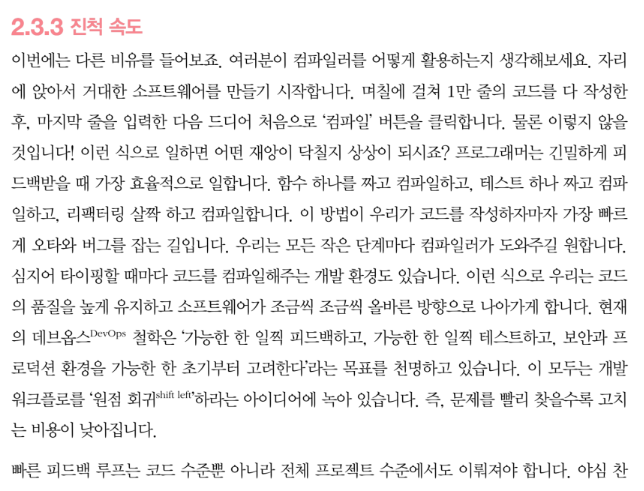 2.3.3 진척 속도
이번에는 다른 비유를 들어보죠. 여러분이 컴파일러를 어떻게 활용하는지 생각해보세요. 자리
에 앉아서 거대한 소프트웨어를 만들기 시작합니다. 며칠에 걸쳐 1만 줄의 코드를 다 작성한
후, 마지막 줄을 입력한 다음 드디어 처음으로 ‘컴파일’ 버튼을 클릭합니다. 물론 이렇지 않을
것입니다! 이런 식으로 일하면 어떤 재앙이 닥칠지 상상이 되시죠? 프로그래머는 긴밀하게 피
드백받을 때 가장 효율적으로 일합니다. 함수 하나를 짜고 컴파일하고, 테스트 하나 짜고 컴파
일하고, 리팩터링 살짝 하고 컴파일합니다. 이 방법이 우리가 코드를 작성하자마자 가장 빠르
게 오타와 버그를 잡는 길입니다. 우리는 모든 작은 단계마다 컴파일러가 도와주길 원합니다.
심지어 타이핑할 때마다 코드를 컴파일해주는 개발 환경도 있습니다. 이런 식으로 우리는 코드
의 품질을 높게 유지하고 소프트웨어가 조금씩 조금씩 올바른 방향으로 나아가게 합니다. 현재
의 데브옵스DevOps 철학은 ‘가능한 한 일찍 피드백하고, 가능한 한 일찍 테스트하고, 보안과 프
로덕션 환경을 가능한 한 초기부터 고려한다’라는 목표를 천명하고 있습니다. 이 모두는 개발
워크플로를 ‘원점 회귀shift left’하라는 아이디어에 녹아 있습니다. 즉, 문제를 빨리 찾을수록 고치
는 비용이 낮아집니다.
빠른 피드백 루프는 코드 수준뿐 아니라 전체 프로젝트 수준에서도 이뤄져야 합니다. 야심 찬